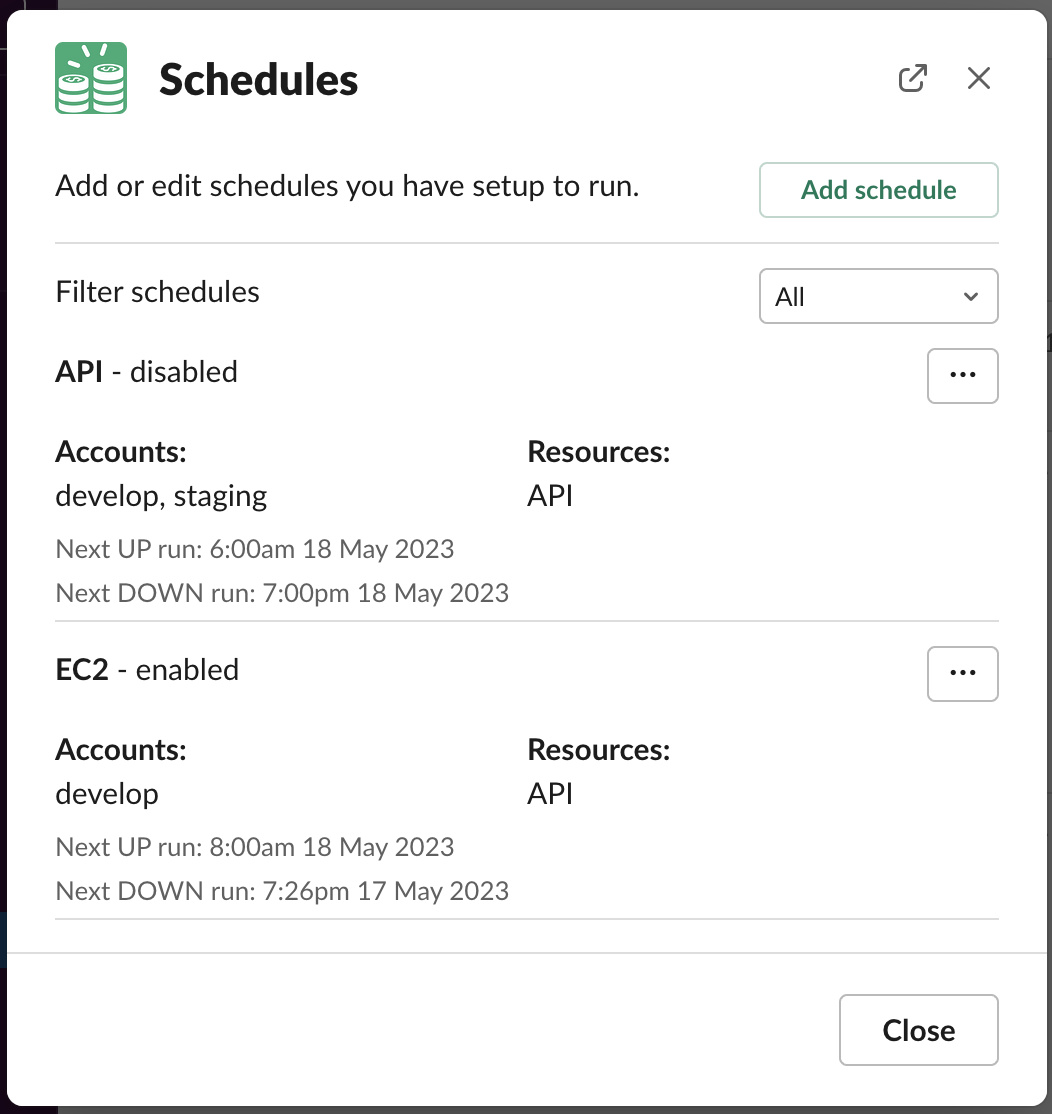 Schedules
Add or edit schedules you have setup to run.
Add schedule
Filter schedules
All
API - disabled
...
Accounts:
Resources:
develop, staging
API
Next UP run: 6:00am 18 May 2023
Next DOWN run: 7:00pm 18 May 2023
EC2 - enabled
...
Accounts:
Resources:
develop
API
Next UP run: 8:00am 18 May 2023
Next DOWN run: 7:26pm 17 May 2023
Close